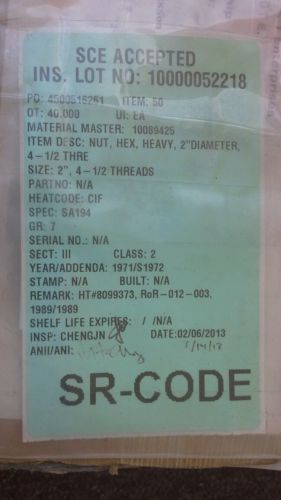 SCE ACCEPTED
INS. LOT NO: 10000052218
PO: 4500516261 ITEM: 50
QT: 40.000 UI: EA
MATERIAL MASTER: 10089425
ITEM DESC: NUT, HEX, HEAVY, 2"DIAMETER,
4-1/2 THRE
SIZE: 2", 4-1/2 THREADS
PARTNO: N/A
HEATCODE: CIF
SPEC: SA194
GR: 7
SERIAL NO.: N/A
SECT: III CLASS: 2
YEAR/ADDENDA: 1971/S1972
STAMP: N/A BUILT: N/A
REMARK: HT#8099373, RoR-012-003,
1989/1989
SHELF LIFE EXPIRES: / /N/A
INSP: CHENGJN DATE:02/06/2013
ANII/ANI:
SR-CODE